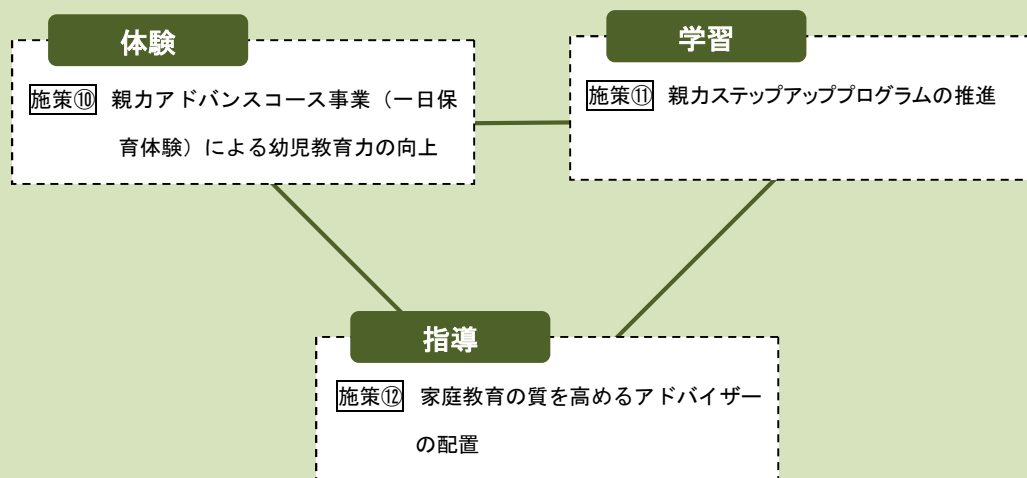 体験
施策⑩ 親力アドバンスコース事業（一日保
育体験）による幼児教育力の向上
学習
施策⑪ 親力ステップアッププログラムの推進
指導
施策⑫ 家庭教育の質を高めるアドバイザー
の配置